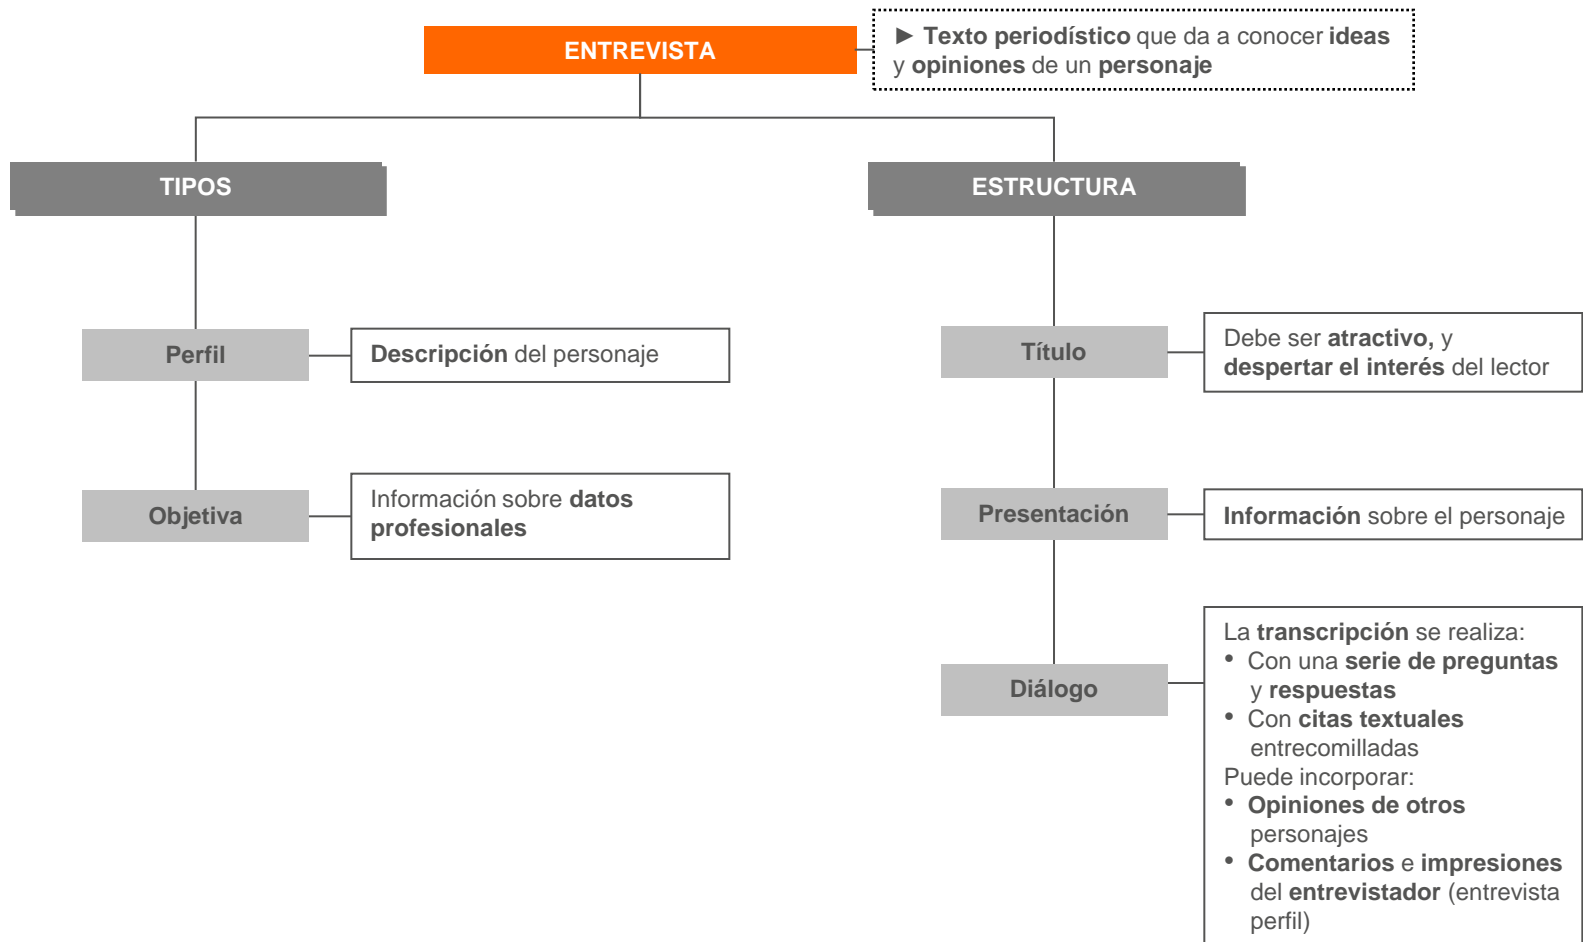 ENTREVISTA
► Texto periodístico que da a conocer ideas
y opiniones de un personaje
TIPOS
ESTRUCTURA
Perfil
Descripción del personaje
Título
Debe ser atractivo, y
despertar el interés del lector
Objetiva
Información sobre datos
profesionales
Presentación
Información sobre el personaje
Diálogo
La transcripción se realiza:
• Con una serie de preguntas
y respuestas
• Con citas textuales
entrecomilladas
Puede incorporar:
• Opiniones de otros
personajes
• Comentarios e impresiones
del entrevistador (entrevista
perfil)